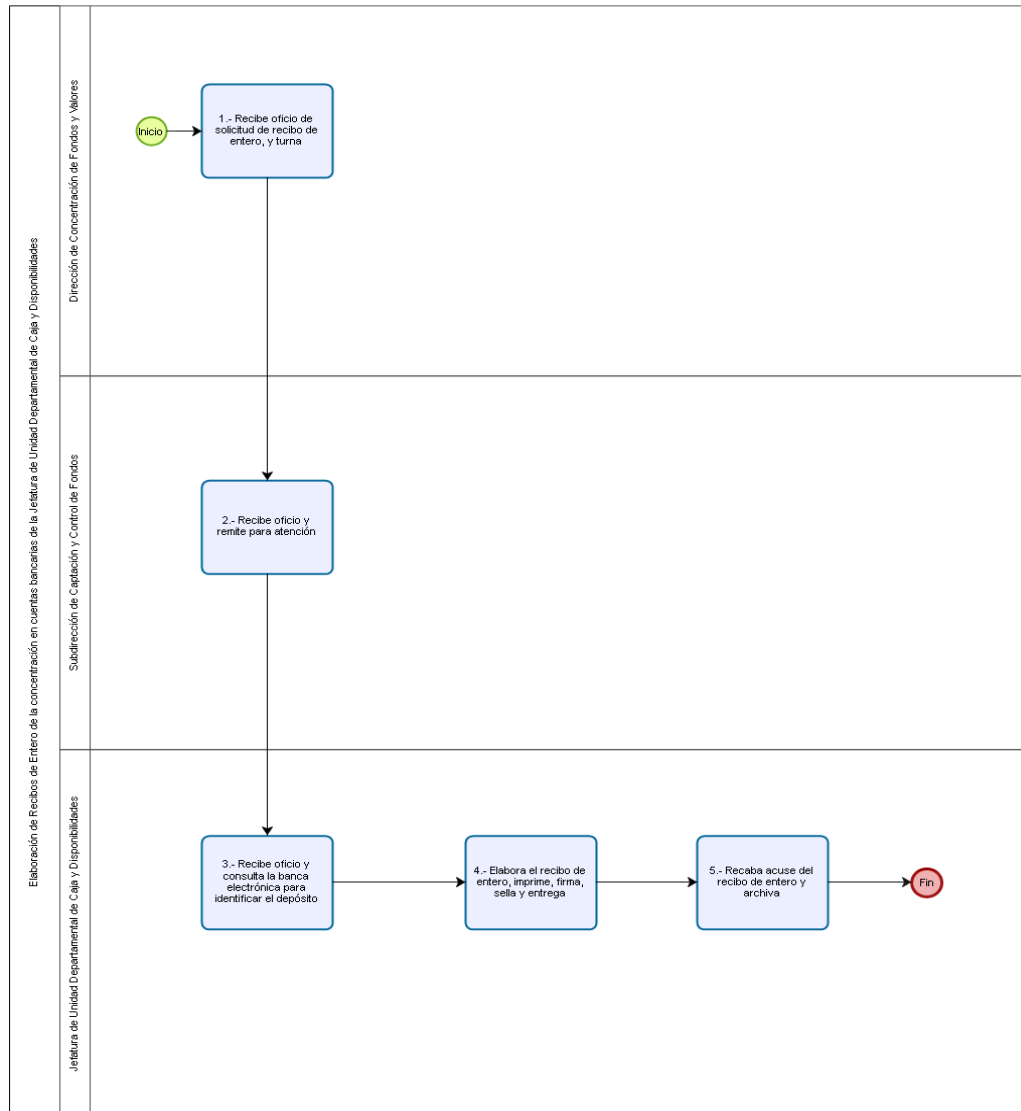 Elaboración de Recibos de Entero de la concentración en cuentas bancarias de la Jefatura de Unidad Departamental de Caja y Disponibilidades
Dirección de Concentración de Fondos y Valores
Inicio
1.- Recibe oficio de
solicitud de recibo de
entero, y turna
Subdirección de Captación y Control de Fondos
2.- Recibe oficio y
remite para atención
Jefatura de Unidad Departamental de Caja y Disponibilidades
3.- Recibe oficio y
consulta la banca
electrónica para
identificar el depósito
4.- Elabora el recibo de
entero, imprime, firma,
sella y entrega
5.- Recaba acuse del
recibo de entero y
archiva
Fin